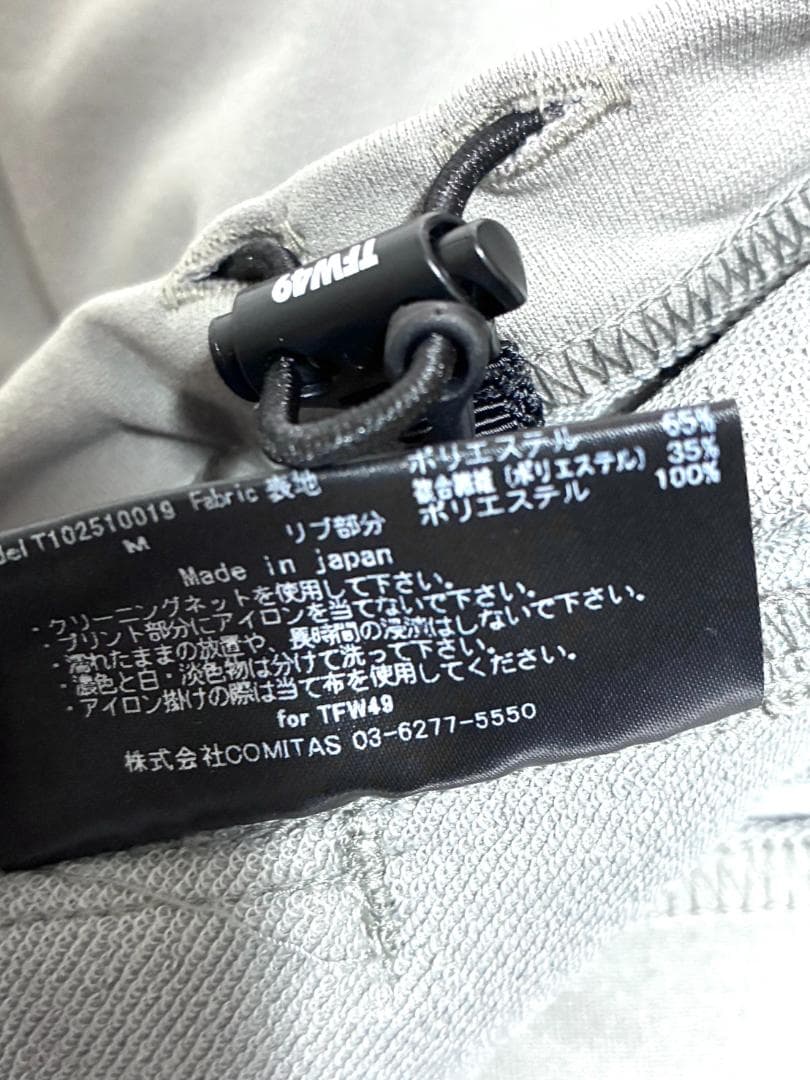 TFW49
del T102510019 Fabric 表地 ポリエステル 65%
複合繊維 (ポリエステル) 35%
M リブ部分 ポリエステル 100%
Made in japan
・クリーニングネットを使用して下さい。
・プリント部分にアイロンを当てないで下さい。
・濡れたままの放置や、長時間の浸漬はしないで下さい。
・濃色と白・淡色物は分けて洗って下さい。
・アイロン掛けの際は当て布を使用してください。
for TFW49
株式会社COMITAS 03-6277-5550